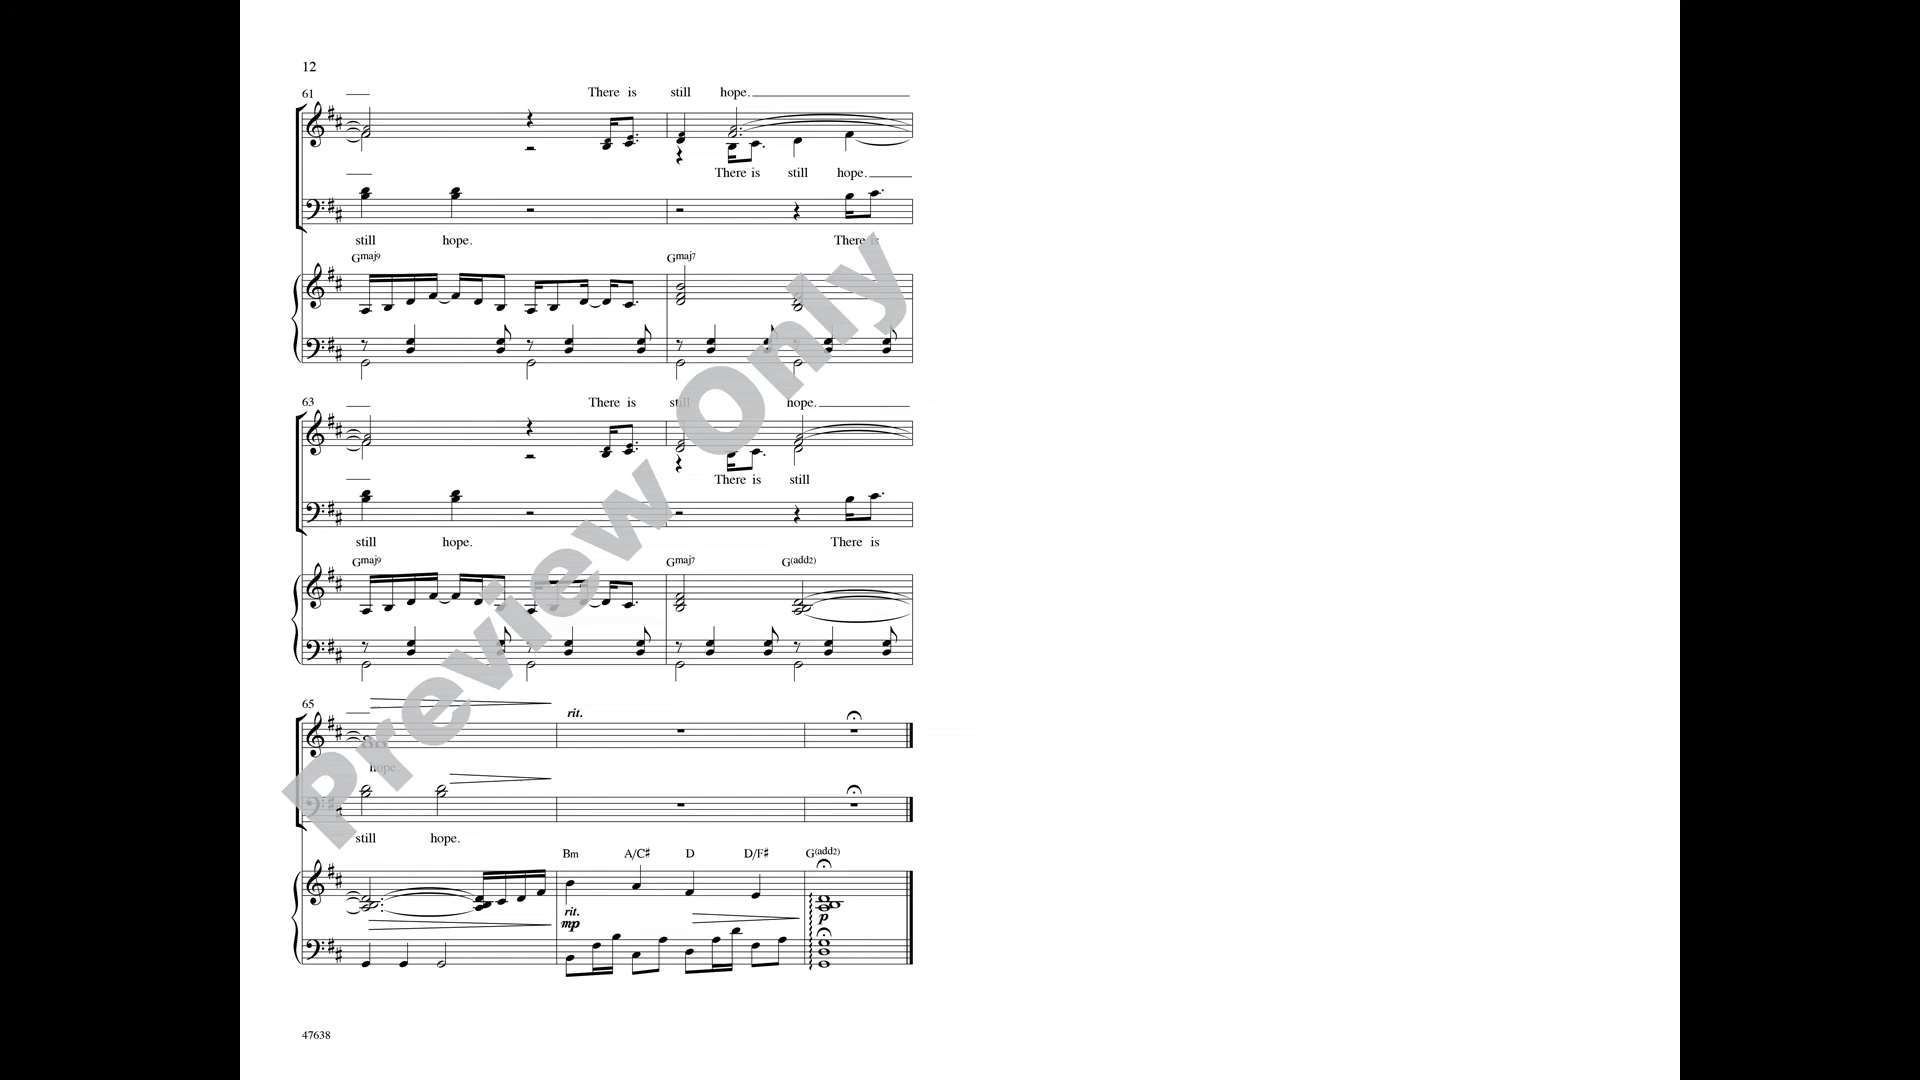 12
There is still hope.
61
There is still hope.
still hope. There is
Gmaj9 Gmaj7
There is still hope.
63
There is still
still hope. There is
Gmaj9 Gmaj7 G(add2)
65
rit.
hope.
still hope.
Bm A/C♯ D D/F♯ G(add2)
rit.
mp p
47638
Preview Only